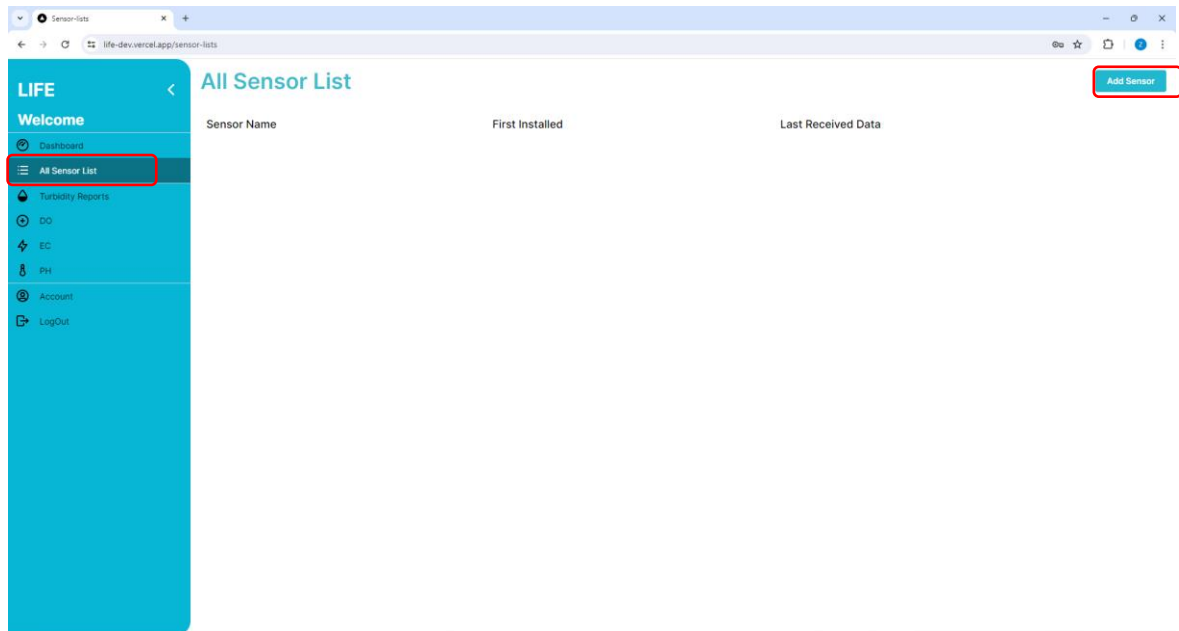 Sensor-lists
life-dev.vercel.app/sensor-lists
LIFE
Welcome
Dashboard
All Sensor List
Turbidity Reports
DO
EC
PH
Account
LogOut
All Sensor List
Add Sensor
Sensor Name First Installed Last Received Data